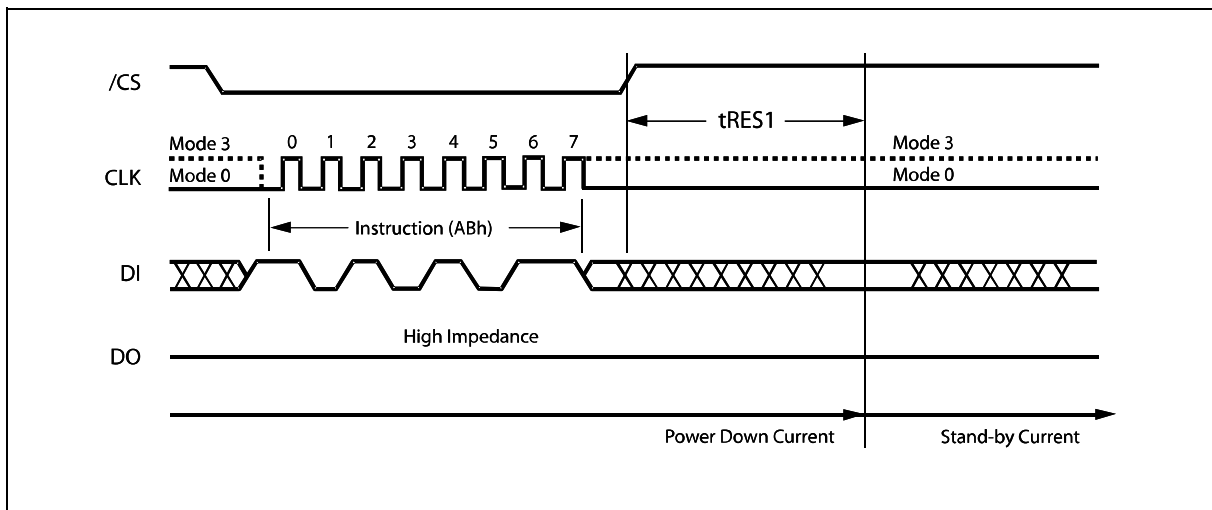 /CS
tRES1
Mode 3 0 1 2 3 4 5 6 7 Mode 3
CLK Mode 0 Mode 0
Instruction (ABh)
DI
High Impedance
DO
Power Down Current Stand-by Current